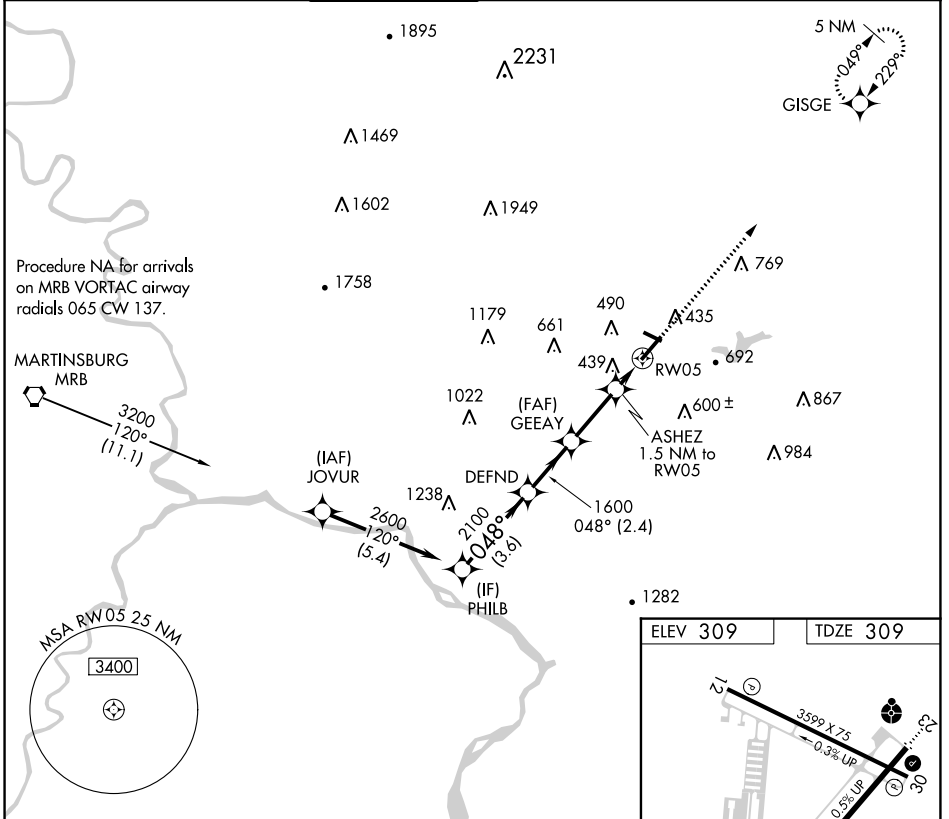 1895
2231
5 NM
049°
229°
GISGE
1469
1602
1949
Procedure NA for arrivals
on MRB VORTAC airway
radials 065 CW 137.
1758
769
1179
661
490
435
439
RW05
692
MARTINSBURG
MRB
3200
120°
(11.1)
1022
(FAF)
GEEAY
600 ±
867
ASHEZ
1.5 NM to
RW05
984
(IAF)
JOVUR
DEFND
1238
2600
120°
(5.4)
2100
048°
(3.6)
1600
048° (2.4)
(IF)
PHILB
1282
MSA RW05 25 NM
3400
ELEV 309
TDZE 309
12
P
3599 X 75
0.3% UP
23
P
P
30
0.5% UP